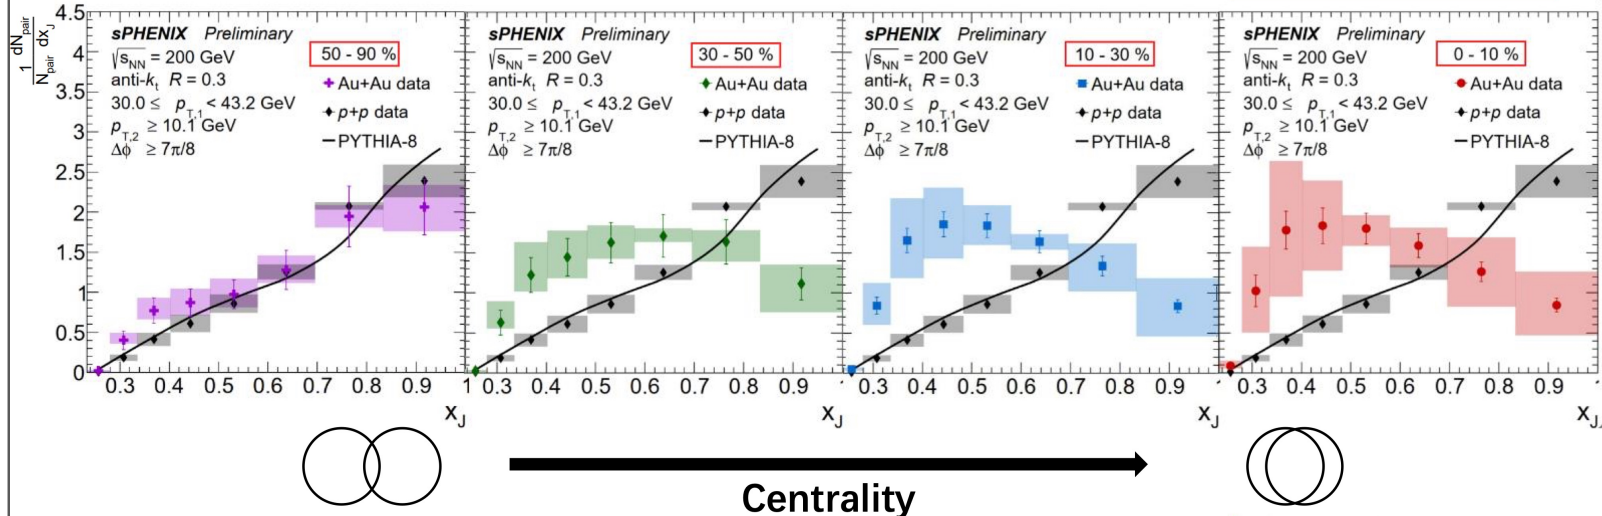 1/N_pair dN_pair/dx_J
4.5
4
3.5
3
2.5
2
1.5
1
0.5
0
sPHENIX Preliminary
√s_NN = 200 GeV
anti-k_t R = 0.3
30.0 ≤ p_T,1 < 43.2 GeV
p_T,2 ≥ 10.1 GeV
Δϕ ≥ 7π/8
50 - 90 %
Au+Au data
p+p data
PYTHIA-8
0.3 0.4 0.5 0.6 0.7 0.8 0.9 1
x_J
sPHENIX Preliminary
√s_NN = 200 GeV
anti-k_t R = 0.3
30.0 ≤ p_T,1 < 43.2 GeV
p_T,2 ≥ 10.1 GeV
Δϕ ≥ 7π/8
30 - 50 %
Au+Au data
p+p data
PYTHIA-8
0.3 0.4 0.5 0.6 0.7 0.8 0.9
x_J
sPHENIX Preliminary
√s_NN = 200 GeV
anti-k_t R = 0.3
30.0 ≤ p_T,1 < 43.2 GeV
p_T,2 ≥ 10.1 GeV
Δϕ ≥ 7π/8
10 - 30 %
Au+Au data
p+p data
PYTHIA-8
0.3 0.4 0.5 0.6 0.7 0.8 0.9
x_J
sPHENIX Preliminary
√s_NN = 200 GeV
anti-k_t R = 0.3
30.0 ≤ p_T,1 < 43.2 GeV
p_T,2 ≥ 10.1 GeV
Δϕ ≥ 7π/8
0 - 10 %
Au+Au data
p+p data
PYTHIA-8
0.3 0.4 0.5 0.6 0.7 0.8 0.9
x_J
Centrality